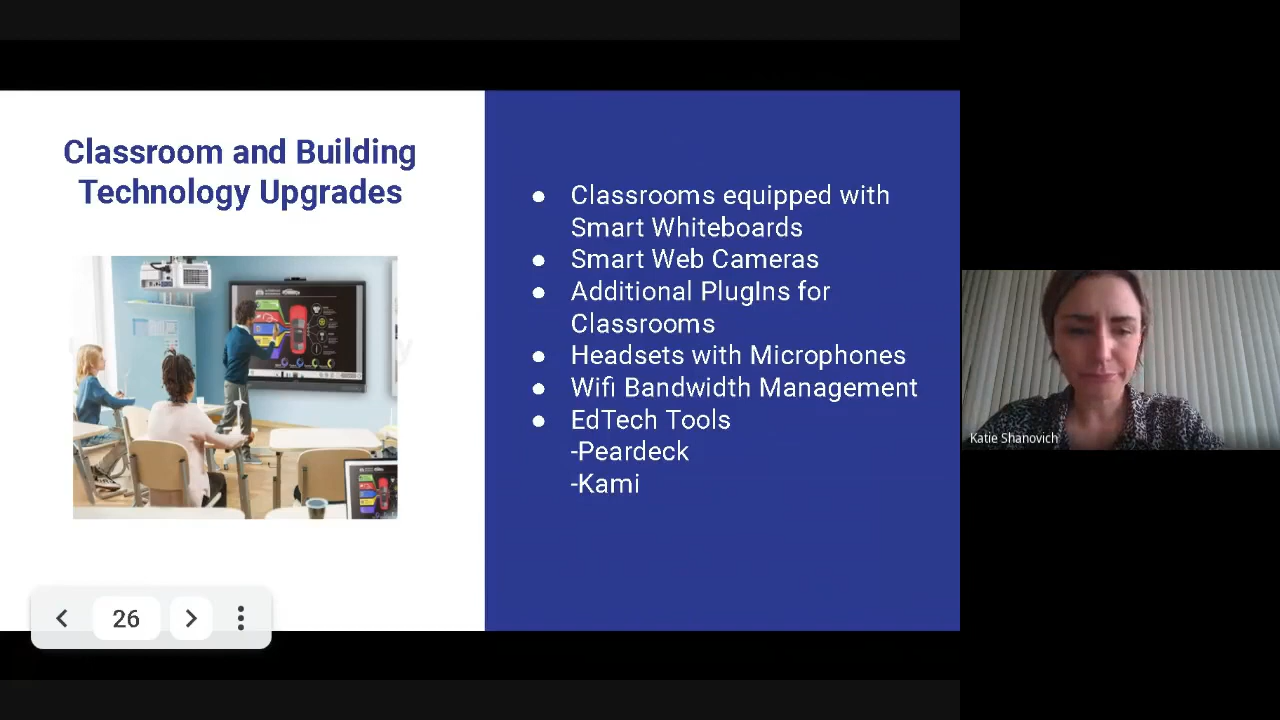 Classroom and Building
Technology Upgrades
● Classrooms equipped with
Smart Whiteboards
● Smart Web Cameras
● Additional PlugIns for
Classrooms
● Headsets with Microphones
● Wifi Bandwidth Management
● EdTech Tools
-Peardeck
-Kami
26
Katie Shanovich